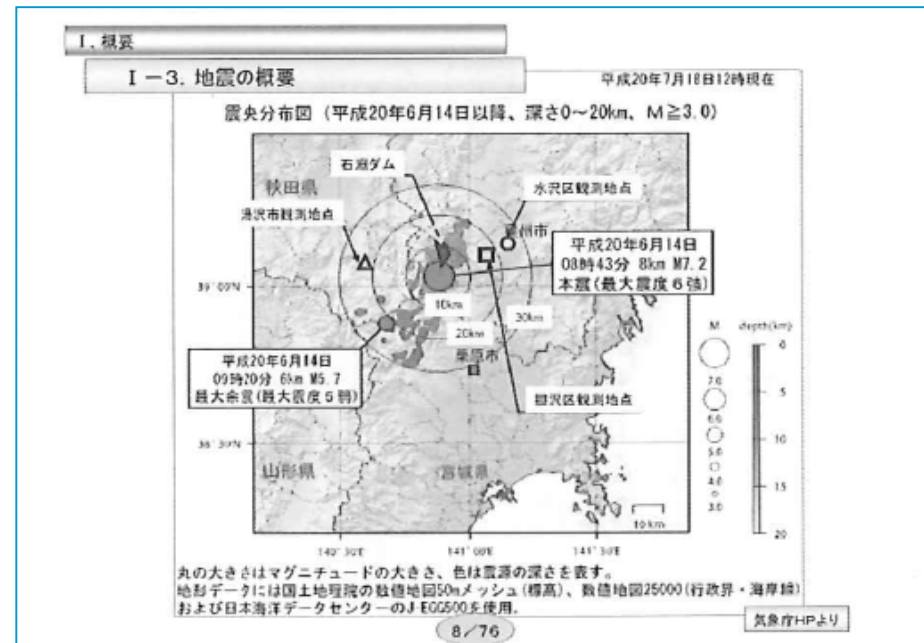 Ⅰ. 概要
Ⅰ－3. 地震の概要
平成20年7月18日12時現在
震央分布図（平成20年6月14日以降、深さ0～20km、M≧3.0）
石淵ダム
秋田県
水沢区観測地点
湯沢市観測地点
奥州市
平成20年6月14日
08時43分 8km M7.2
本震(最大震度6強)
39°00'N
10km
20km
30km
栗原市
平成20年6月14日
09時20分 6km M5.7
最大余震(最大震度5弱)
胆沢区観測地点
M
7.0
6.0
5.0
4.0
3.0
depth(km)
0
5
10
15
20
38°30'N
山形県
宮城県
10 km
140°30'E
141°00'E
141°30'E
丸の大きさはマグニチュードの大きさ、色は震源の深さを表す。
地形データには国土地理院の数値地図50mメッシュ(標高)、数値地図25000(行政界・海岸線)
および日本海洋データセンターのJ-EGG500を使用.
気象庁HPより
8/76